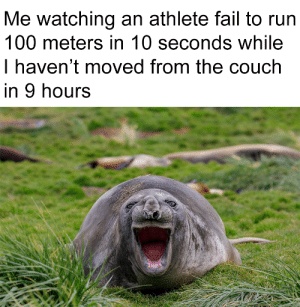 Me watching an athlete fail to run
100 meters in 10 seconds while
I haven't moved from the couch
in 9 hours